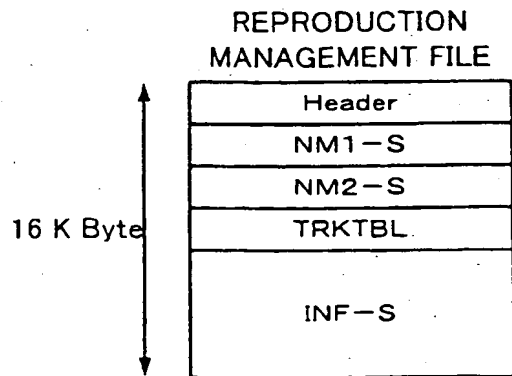 REPRODUCTION
MANAGEMENT FILE
Header
NM1-S
NM2-S
16 K Byte
TRKTBL
INF-S